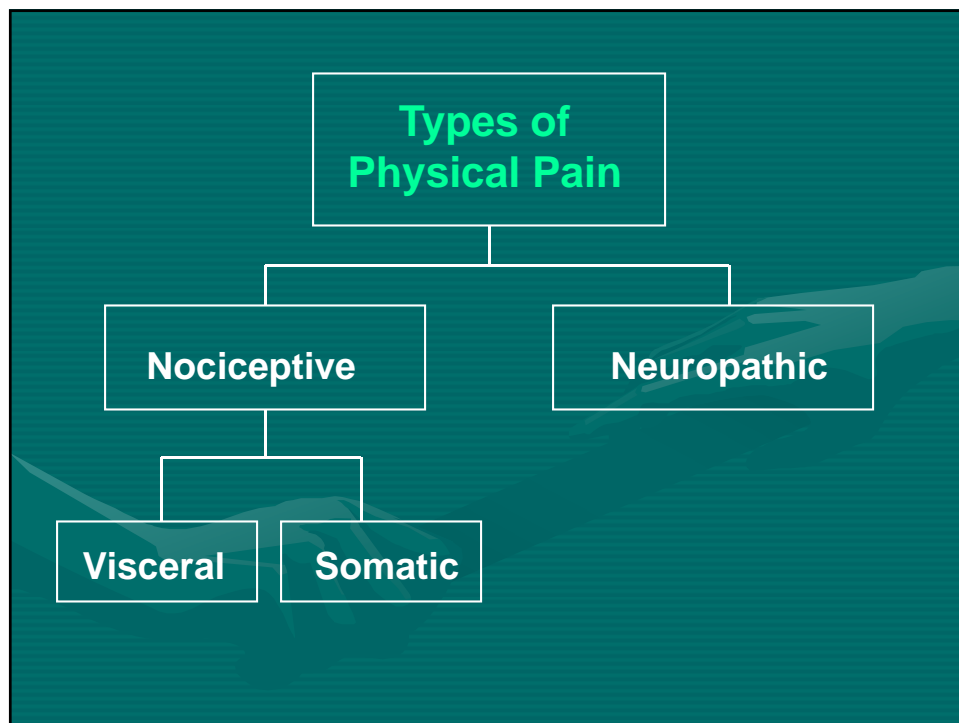 Types of
Physical Pain
Nociceptive
Neuropathic
Visceral
Somatic